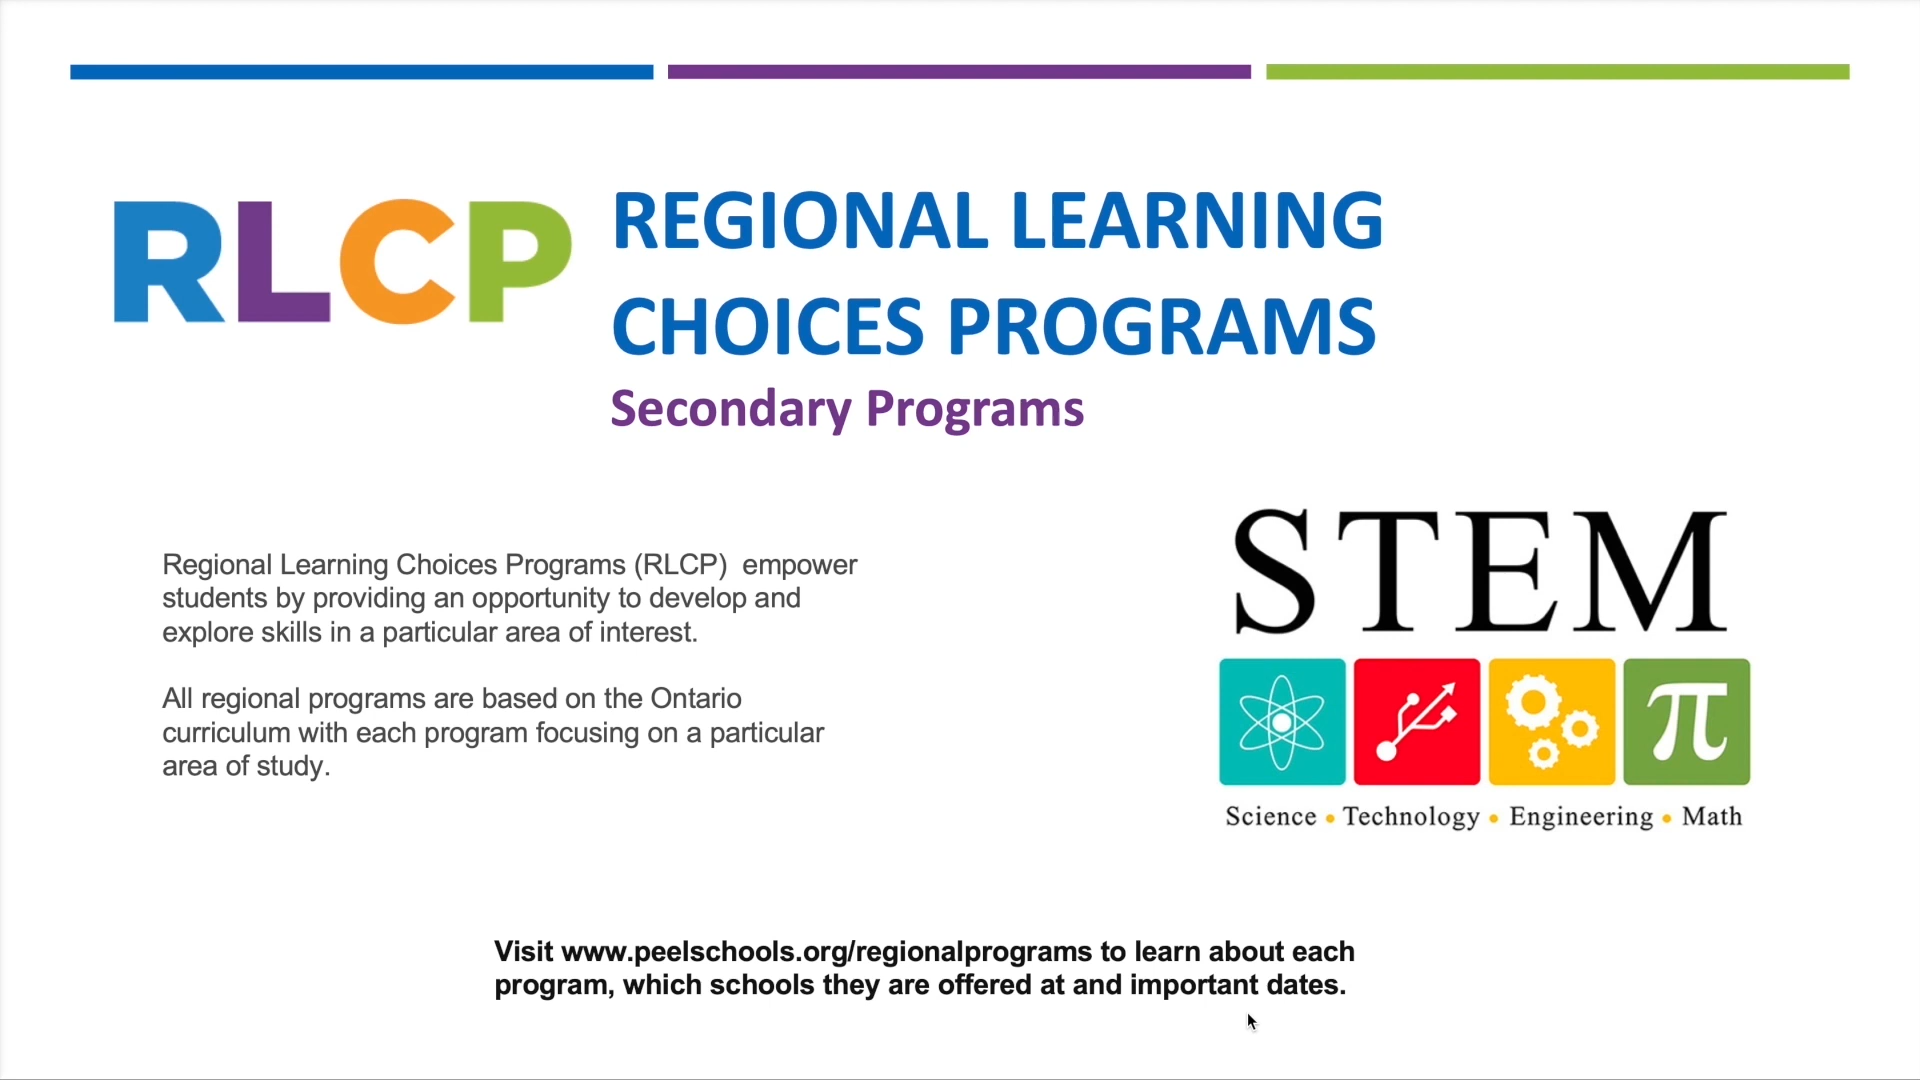 RLCP
REGIONAL LEARNING
CHOICES PROGRAMS
Secondary Programs
Regional Learning Choices Programs (RLCP)  empower
students by providing an opportunity to develop and
explore skills in a particular area of interest.
All regional programs are based on the Ontario
curriculum with each program focusing on a particular
area of study.
STEM
π
Science • Technology • Engineering • Math
Visit www.peelschools.org/regionalprograms to learn about each
program, which schools they are offered at and important dates.